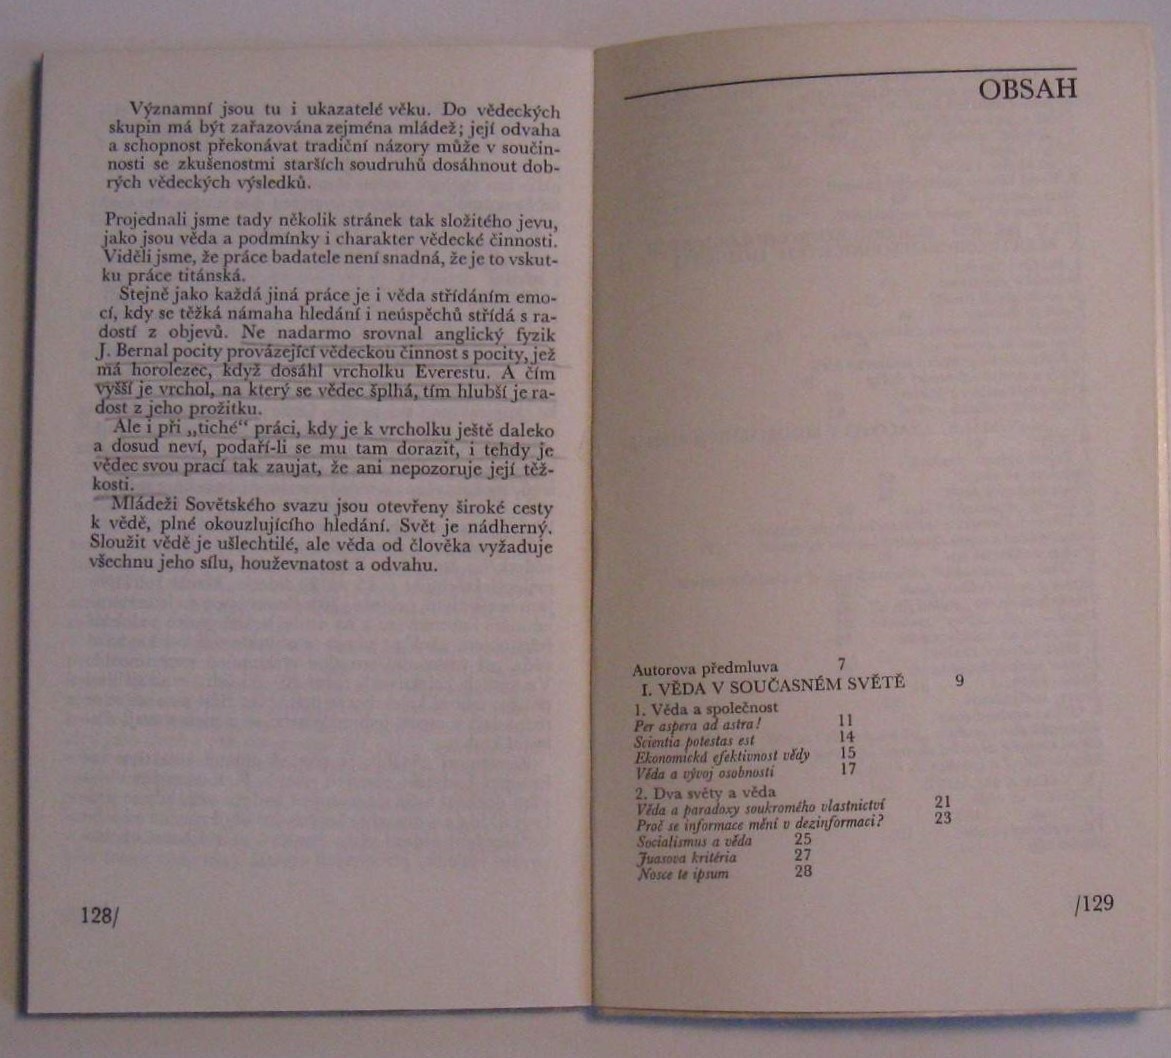 Významní jsou tu i ukazatelé věku. Do vědeckých
skupin má být zařazována zejména mládež; její odvaha
a schopnost překonávat tradiční názory může v součin-
nosti se zkušenostmi starších soudruhů dosáhnout dob-
rých vědeckých výsledků.
Projednali jsme tady několik stránek tak složitého jevu,
jako jsou věda a podmínky i charakter vědecké činnosti.
Viděli jsme, že práce badatele není snadná, že je to vskut-
ku práce titánská.
Stejně jako každá jiná práce je i věda střídáním emo-
cí, kdy se těžká námaha hledání i neúspěchů střídá s ra-
dostí z objevů. Ne nadarmo srovnal anglický fyzik
J. Bernal pocity provázející vědeckou činnost s pocity, jež
má horolezec, když dosáhl vrcholku Everestu. A čím
vyšší je vrchol, na který se vědec šplhá, tím hlubší je ra-
dost z jeho prožitku.
Ale i při „tiché“ práci, kdy je k vrcholku ještě daleko
a dosud neví, podaří-li se mu tam dorazit, i tehdy je
vědec svou prací tak zaujat, že ani nepozoruje její těž-
kosti.
Mládeži Sovětského svazu jsou otevřeny široké cesty
k vědě, plné okouzlujícího hledání. Svět je nádherný.
Sloužit vědě je ušlechtilé, ale věda od člověka vyžaduje
všechnu jeho sílu, houževnatost a odvahu.
128/
OBSAH
Autorova předmluva 7
I. VĚDA V SOUČASNÉM SVĚTĚ 9
1. Věda a společnost
Per aspera ad astra! 11
Scientia potestas est 14
Ekonomická efektivnost vědy 15
Věda a vývoj osobnosti 17
2. Dva světy a věda
Věda a paradoxy soukromého vlastnictví 21
Proč se informace mění v dezinformaci? 23
Socialismus a věda 25
Juasova kritéria 27
Nosce te ipsum 28
/129